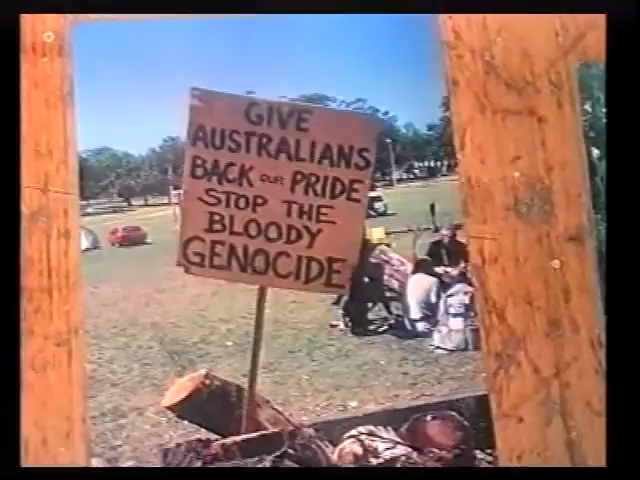 GIVE
AUSTRALIANS
BACK OUR PRIDE
STOP THE
BLOODY
GENOCIDE